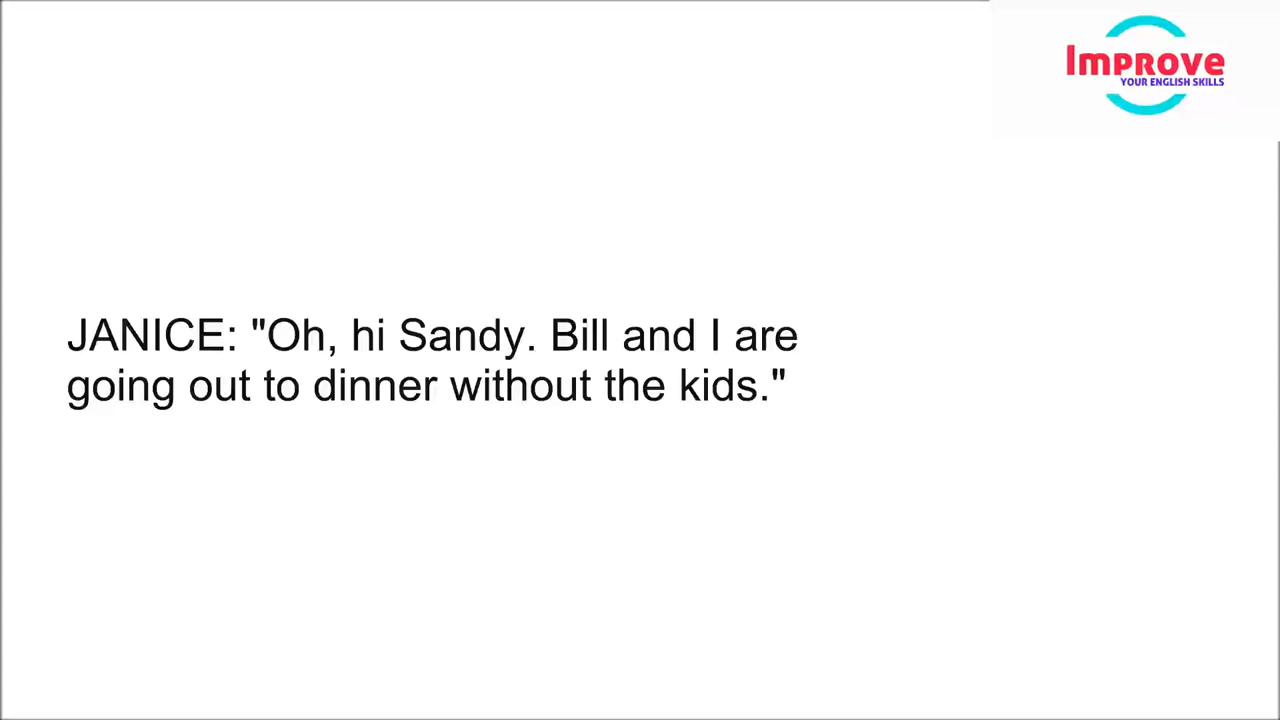 Improve
YOUR ENGLISH SKILLS
JANICE: "Oh, hi Sandy. Bill and I are
going out to dinner without the kids."